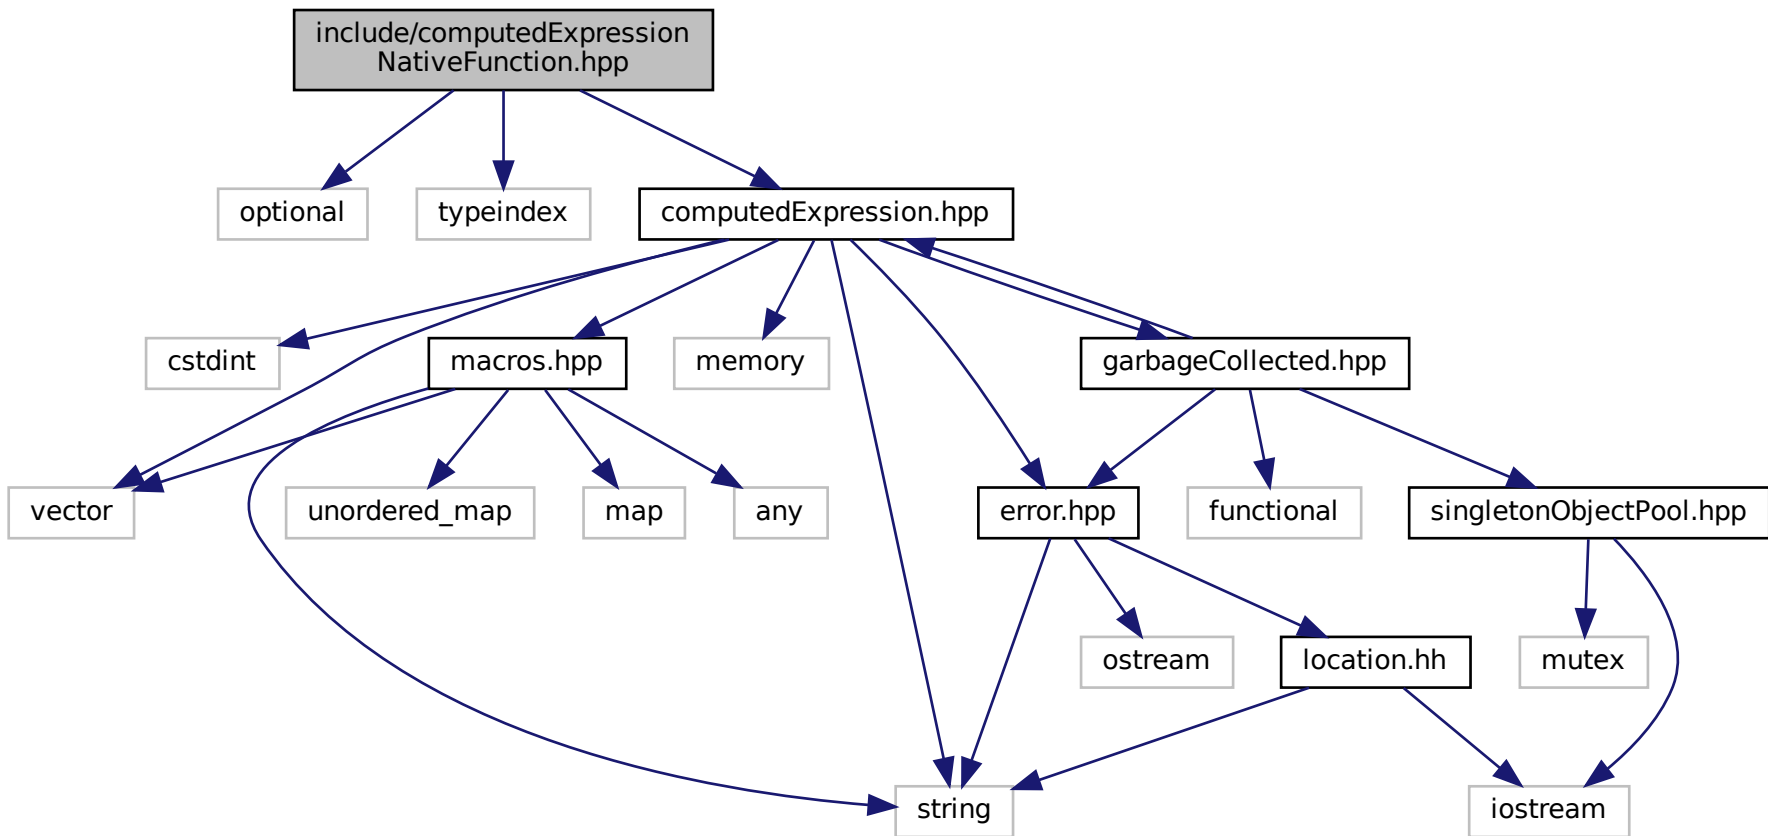 include/computedExpression
NativeFunction.hpp
optional
typeindex
computedExpression.hpp
cstdint
macros.hpp
memory
garbageCollected.hpp
vector
unordered_map
map
any
error.hpp
functional
singletonObjectPool.hpp
ostream
location.hh
mutex
string
iostream